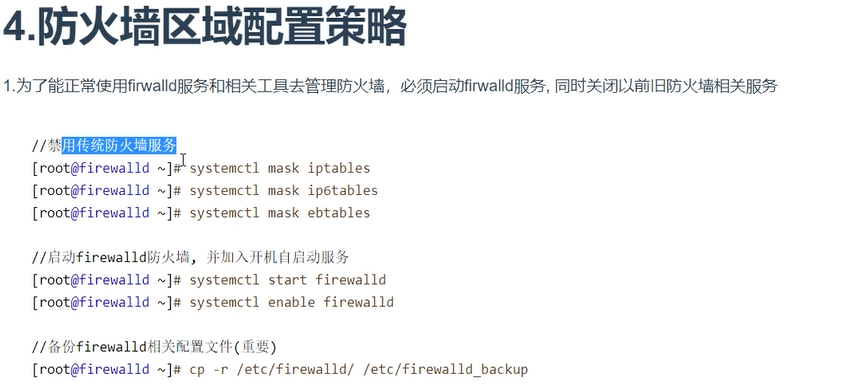 4.防火墙区域配置策略
1.为了能正常使用firwalld服务和相关工具去管理防火墙，必须启动firwalld服务, 同时关闭以前旧防火墙相关服务
//禁用传统防火墙服务
[root@firewalld ~]# systemctl mask iptables
[root@firewalld ~]# systemctl mask ip6tables
[root@firewalld ~]# systemctl mask ebtables
//启动firewalld防火墙, 并加入开机自启动服务
[root@firewalld ~]# systemctl start firewalld
[root@firewalld ~]# systemctl enable firewalld
//备份firewalld相关配置文件(重要)
[root@firewalld ~]# cp -r /etc/firewalld/ /etc/firewalld_backup